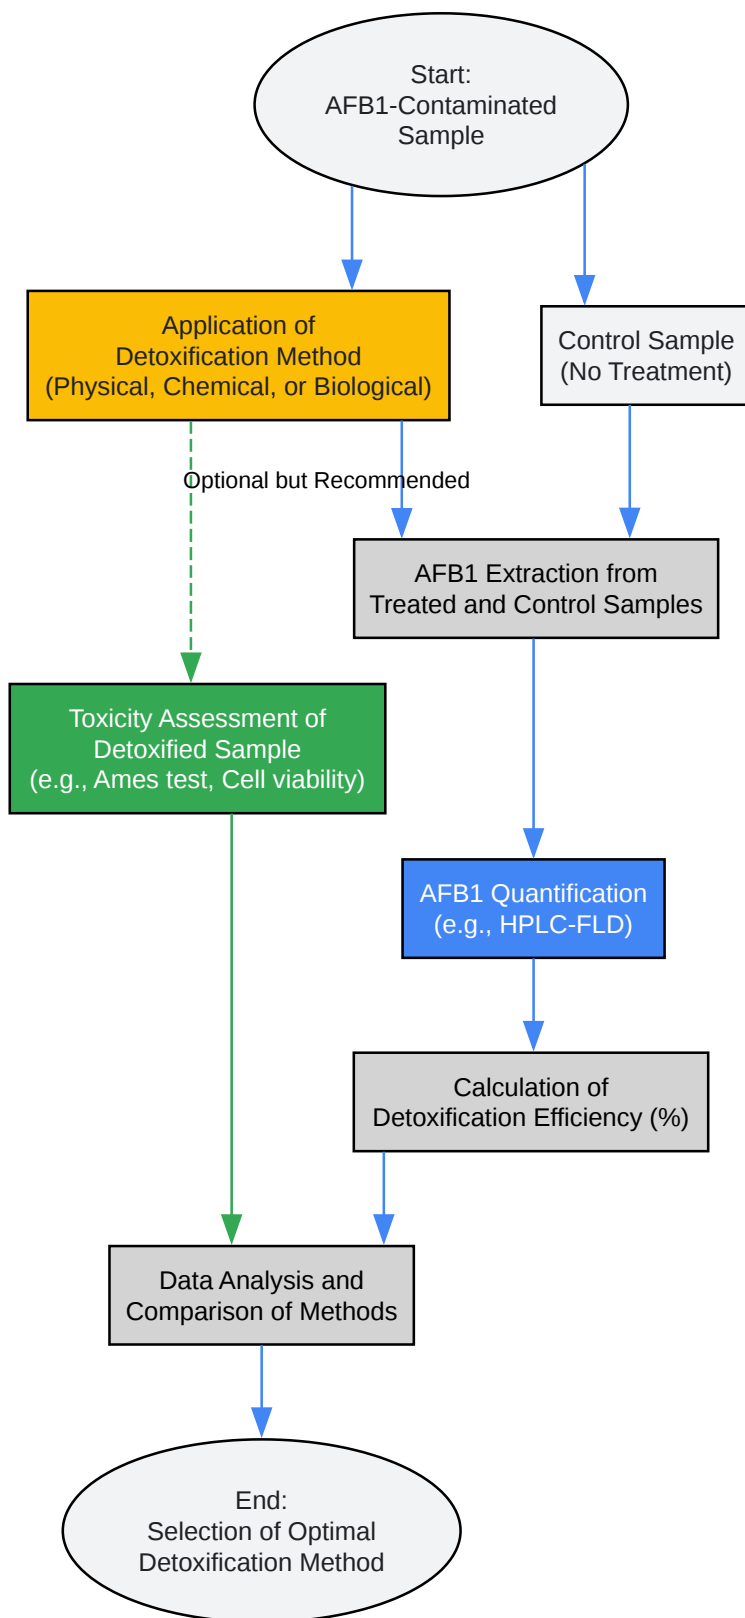 Start:
AFB1-Contaminated
Sample
Application of
Detoxification Method
(Physical, Chemical, or Biological)
Control Sample
(No Treatment)
Optional but Recommended
AFB1 Extraction from
Treated and Control Samples
Toxicity Assessment of
Detoxified Sample
(e.g., Ames test, Cell viability)
AFB1 Quantification
(e.g., HPLC-FLD)
Calculation of
Detoxification Efficiency (%)
Data Analysis and
Comparison of Methods
End:
Selection of Optimal
Detoxification Method